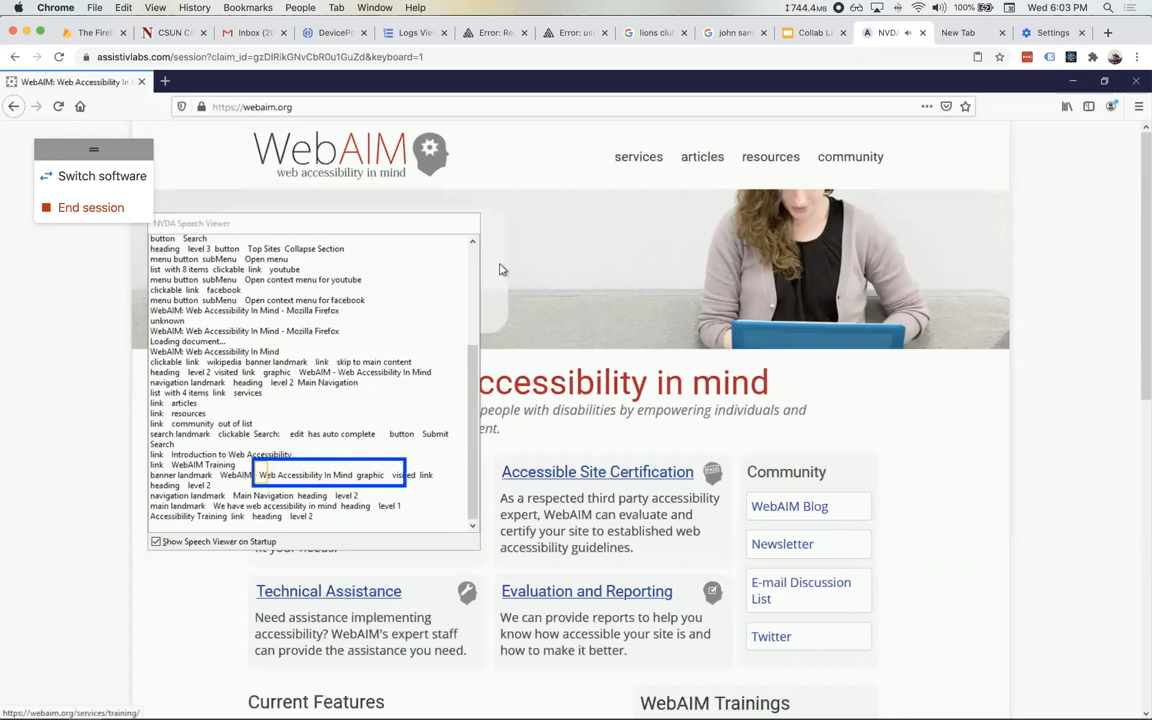 Chrome File Edit View History Bookmarks People Tab Window Help 744.4 M 100% Wed 6:03 PM
The Fire CSUN C Inbox (20 DevicePo Logs View Error: Re Error: use lions club john sam Collab La NVDA New Tab Settings
assistivlabs.com/session?claim_id=gzDlRikGNvCbR0u1GuZd&keyboard=1
WebAIM: Web Accessibility In
https://webaim.org
Switch software
End session
WebAIM
web accessibility in mind
services articles resources community
NVDA Speech Viewer
button Search
heading level 3 button Top Sites Collapse Section
menu button subMenu Open menu
list with 8 items clickable link youtube
menu button subMenu Open context menu for youtube
clickable link facebook
menu button subMenu Open context menu for facebook
WebAIM: Web Accessibility In Mind - Mozilla Firefox
unknown
WebAIM: Web Accessibility In Mind - Mozilla Firefox
Loading document...
WebAIM: Web Accessibility In Mind
clickable link wikipedia banner landmark link skip to main content
heading level 2 visited link graphic WebAIM - Web Accessibility In Mind
navigation landmark heading level 2 Main Navigation
list with 4 items link services
link articles
link resources
link community out of list
search landmark clickable Search: edit has auto complete button Submit
Search
link Introduction to Web Accessibility
link WebAIM Training
banner landmark WebAIM - Web Accessibility In Mind graphic visited link
heading level 2
navigation landmark Main Navigation heading level 2
main landmark We have web accessibility in mind heading level 1
Accessibility Training link heading level 2
Show Speech Viewer on Startup
ccessibility in mind
people with disabilities by empowering individuals and
ent.
fit your needs.
Accessible Site Certification
As a respected third party accessibility
expert, WebAIM can evaluate and
certify your site to established web
accessibility guidelines.
Technical Assistance
Need assistance implementing
accessibility? WebAIM's expert staff
can provide the assistance you need.
Evaluation and Reporting
We can provide reports to help you
know how accessible your site is and
how to make it better.
Community
WebAIM Blog
Newsletter
E-mail Discussion
List
Twitter
Current Features
WebAIM Trainings
https://webaim.org/services/training/